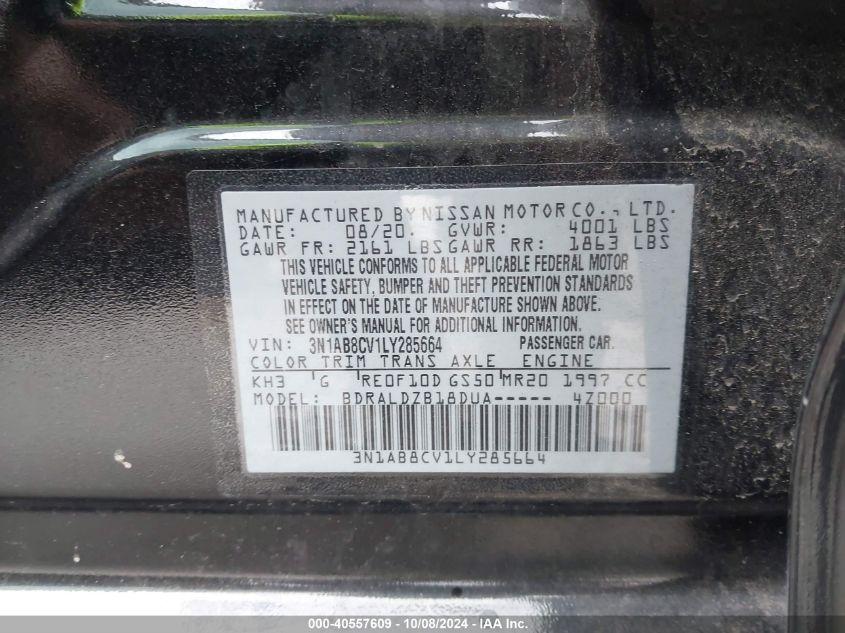 MANUFACTURED BY NISSAN MOTOR CO., LTD.
DATE: 08/20. GVWR: 4001 LBS
GAWR FR: 2161 LBS GAWR RR: 1863 LBS
THIS VEHICLE CONFORMS TO ALL APPLICABLE FEDERAL MOTOR
VEHICLE SAFETY, BUMPER AND THEFT PREVENTION STANDARDS
IN EFFECT ON THE DATE OF MANUFACTURE SHOWN ABOVE.
SEE OWNER'S MANUAL FOR ADDITIONAL INFORMATION.
VIN: 3N1AB8CV1LY285664 PASSENGER CAR.
COLOR TRIM TRANS AXLE ENGINE
KH3 G RE0F10D GS50 MR20 1997 CC
MODEL: BDRALDZB18DUA----- 4Z000
3N1AB8CV1LY285664
000-40557609 - 10/08/2024 - IAA Inc.